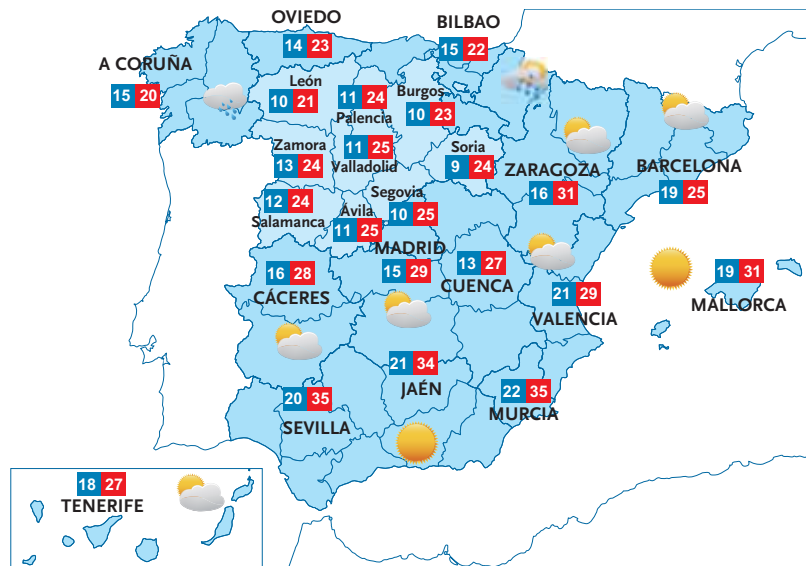 OVIEDO
14 23
BILBAO
15 22
A CORUÑA
15 20
León
10 21
11 24
Palencia
Burgos
10 23
Zamora
13 24
11 25
Valladolid
Soria
9 24
ZARAGOZA
16 31
BARCELONA
19 25
12 24
Salamanca
Ávila
11 25
Segovia
10 25
MADRID
15 29
13 27
CUENCA
16 28
CÁCERES
21 29
VALENCIA
19 31
MALLORCA
21 34
JAÉN
20 35
SEVILLA
22 35
MURCIA
18 27
TENERIFE